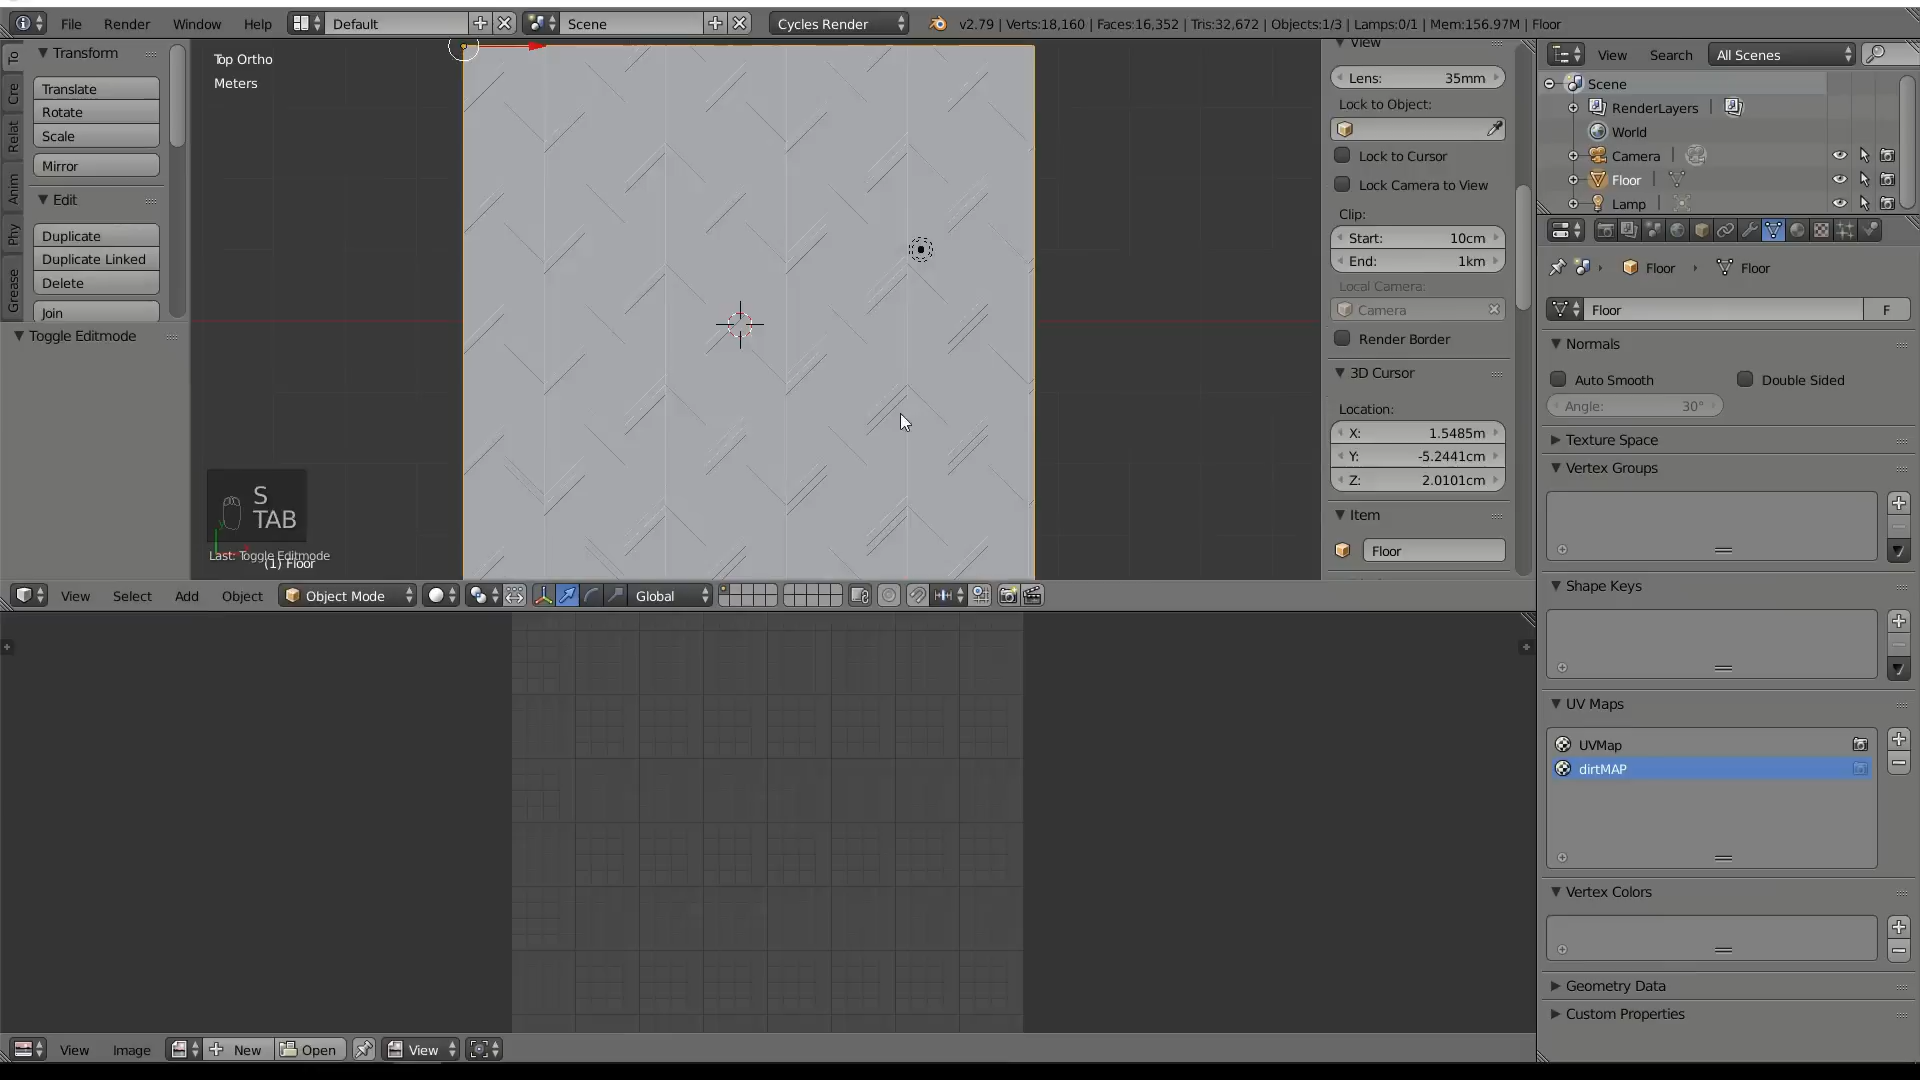 File Render Window Help Default Scene Cycles Render v2.79 | Verts:18,160 | Faces:16,352 | Tris:32,672 | Objects:1/3 | Lamps:0/1 | Mem:156.97M | Floor
To
Cre
Relat
Anim
Phy
Grease
Transform
Translate
Rotate
Scale
Mirror
Edit
Duplicate
Duplicate Linked
Delete
Join
Toggle Editmode
Top Ortho
Meters
S
TAB
Last: Toggle Editmode
(1) Floor
View
Lens: 35mm
Lock to Object:
Lock to Cursor
Lock Camera to View
Clip:
Start: 10cm
End: 1km
Local Camera:
Camera
Render Border
3D Cursor
Location:
X: 1.5485m
Y: -5.2441cm
Z: 2.0101cm
Item
Floor
View Select Add Object Object Mode Global
View Image New Open View
View Search All Scenes
Scene
RenderLayers
World
Camera
Floor
Lamp
Floor Floor
Floor F
Normals
Auto Smooth Double Sided
Angle: 30°
Texture Space
Vertex Groups
Shape Keys
UV Maps
UVMap
dirtMAP
Vertex Colors
Geometry Data
Custom Properties